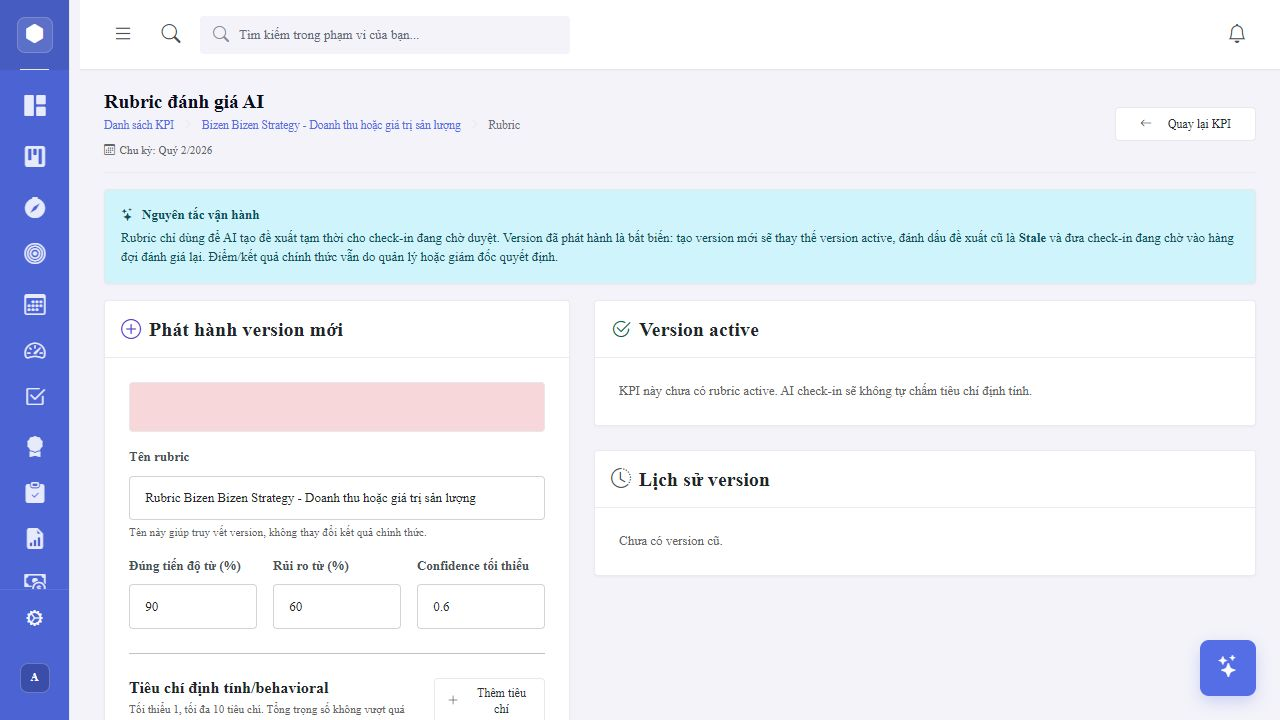 Tìm kiếm trong phạm vi của bạn...
Rubric đánh giá AI
Danh sách KPI
Bizen Bizen Strategy - Doanh thu hoặc giá trị sản lượng
Rubric
Quay lại KPI
Chu kỳ: Quý 2/2026
Nguyên tắc vận hành
Rubric chỉ dùng để AI tạo đề xuất tạm thời cho check-in đang chờ duyệt. Version đã phát hành là bất biến: tạo version mới sẽ thay thế version active, đánh dấu đề xuất cũ là Stale và đưa check-in đang chờ vào hàng
đợi đánh giá lại. Điểm/kết quả chính thức vẫn do quản lý hoặc giám đốc quyết định.
Phát hành version mới
Tên rubric
Rubric Bizen Bizen Strategy - Doanh thu hoặc giá trị sản lượng
Tên này giúp truy vết version, không thay đổi kết quả chính thức.
Đúng tiến độ từ (%)
Rủi ro từ (%)
Confidence tối thiểu
90
60
0.6
Tiêu chí định tính/behavioral
Tối thiểu 1, tối đa 10 tiêu chí. Tổng trọng số không vượt quá
Thêm tiêu
chí
Version active
KPI này chưa có rubric active. AI check-in sẽ không tự chấm tiêu chí định tính.
Lịch sử version
Chưa có version cũ.
A